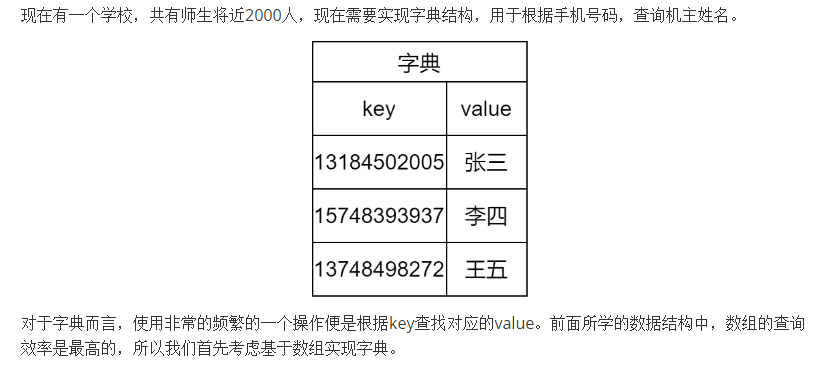 现在有一个学校，共有师生将近2000人，现在需要实现字典结构，用于根据手机号码，查询机主姓名。
字典
key value
13184502005 张三
15748393937 李四
13748498272 王五
对于字典而言，使用非常的频繁的一个操作便是根据key查找对应的value。前面所学的数据结构中，数组的查询
效率是最高的，所以我们首先考虑基于数组实现字典。